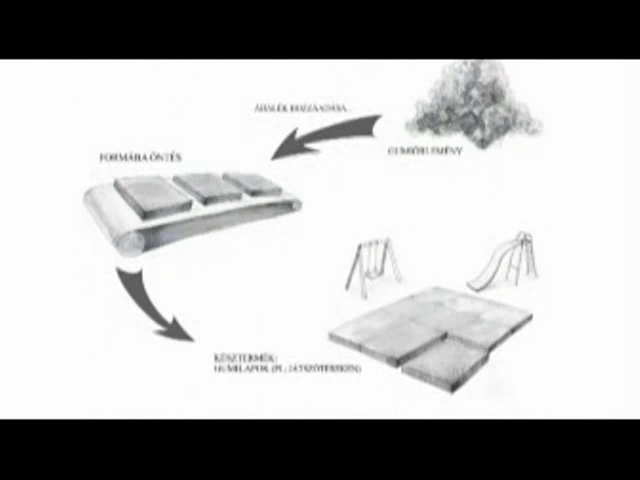 ADALÉK HOZZÁADÁSA...
GUMIŐRLEMÉNY
FORMÁBA ÖNTÉS
KÉSZTERMÉK:
GUMILAPOK (PL.: JÁTSZÓTEREKEN)